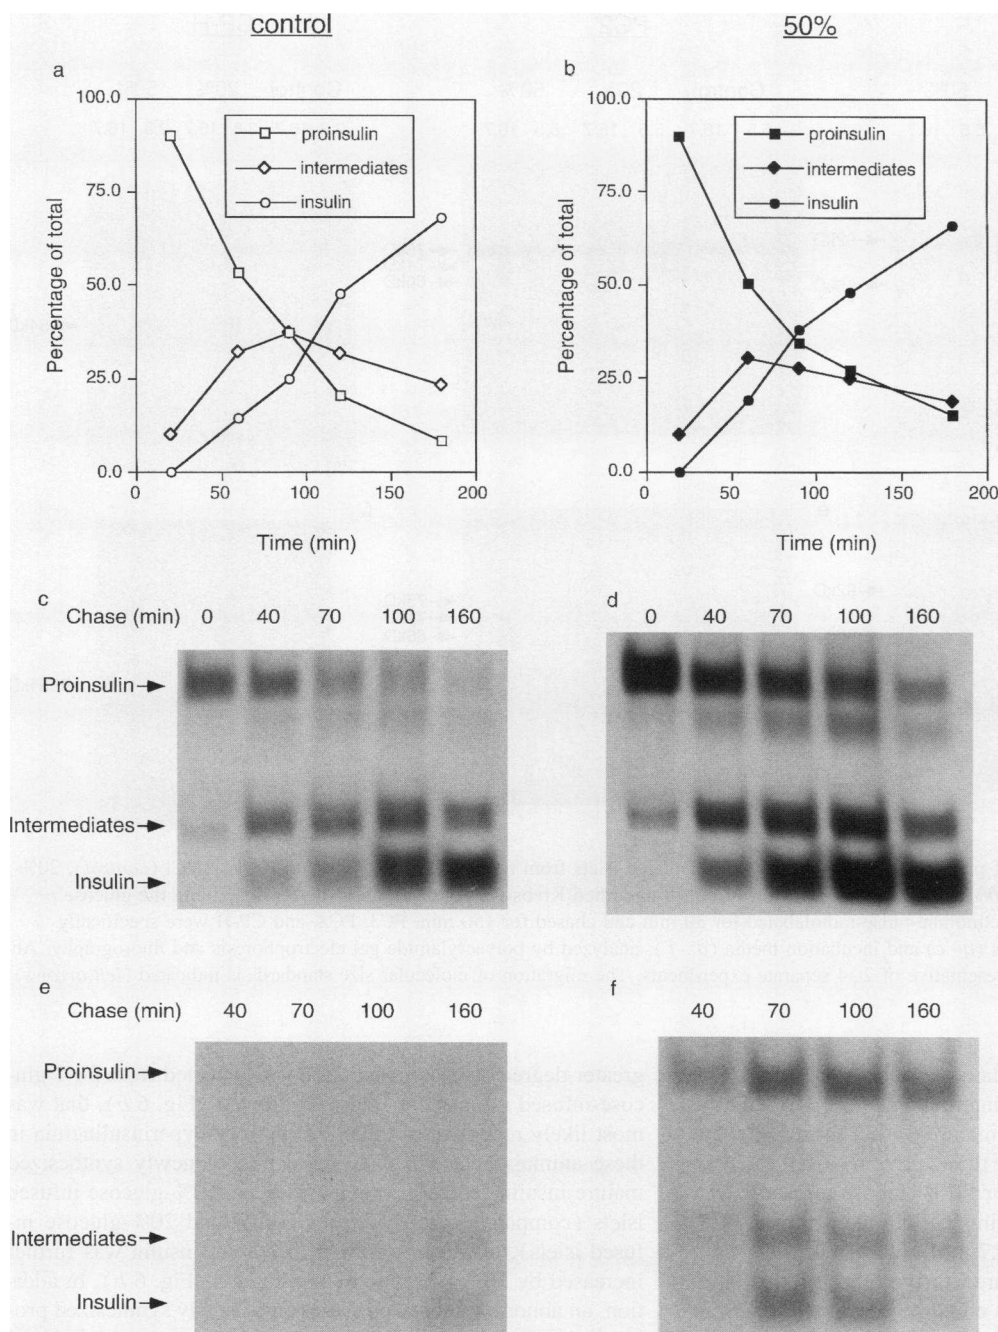 control
50%
a
b
100.0
75.0
50.0
25.0
0.0
Percentage of total
proinsulin
intermediates
insulin
0
50
100
150
200
Time (min)
100.0
75.0
50.0
25.0
0.0
Percentage of total
proinsulin
intermediates
insulin
0
50
100
150
200
Time (min)
c
Chase (min) 0 40 70 100 160
Proinsulin
Intermediates
Insulin
d
0 40 70 100 160
e
Chase (min) 40 70 100 160
Proinsulin
Intermediates
Insulin
f
40 70 100 160